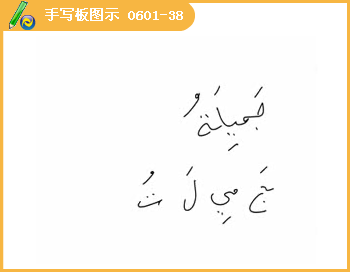 手写板图示 0601-38
جَمِيلَةٌ
جَ مِي لَ تُ